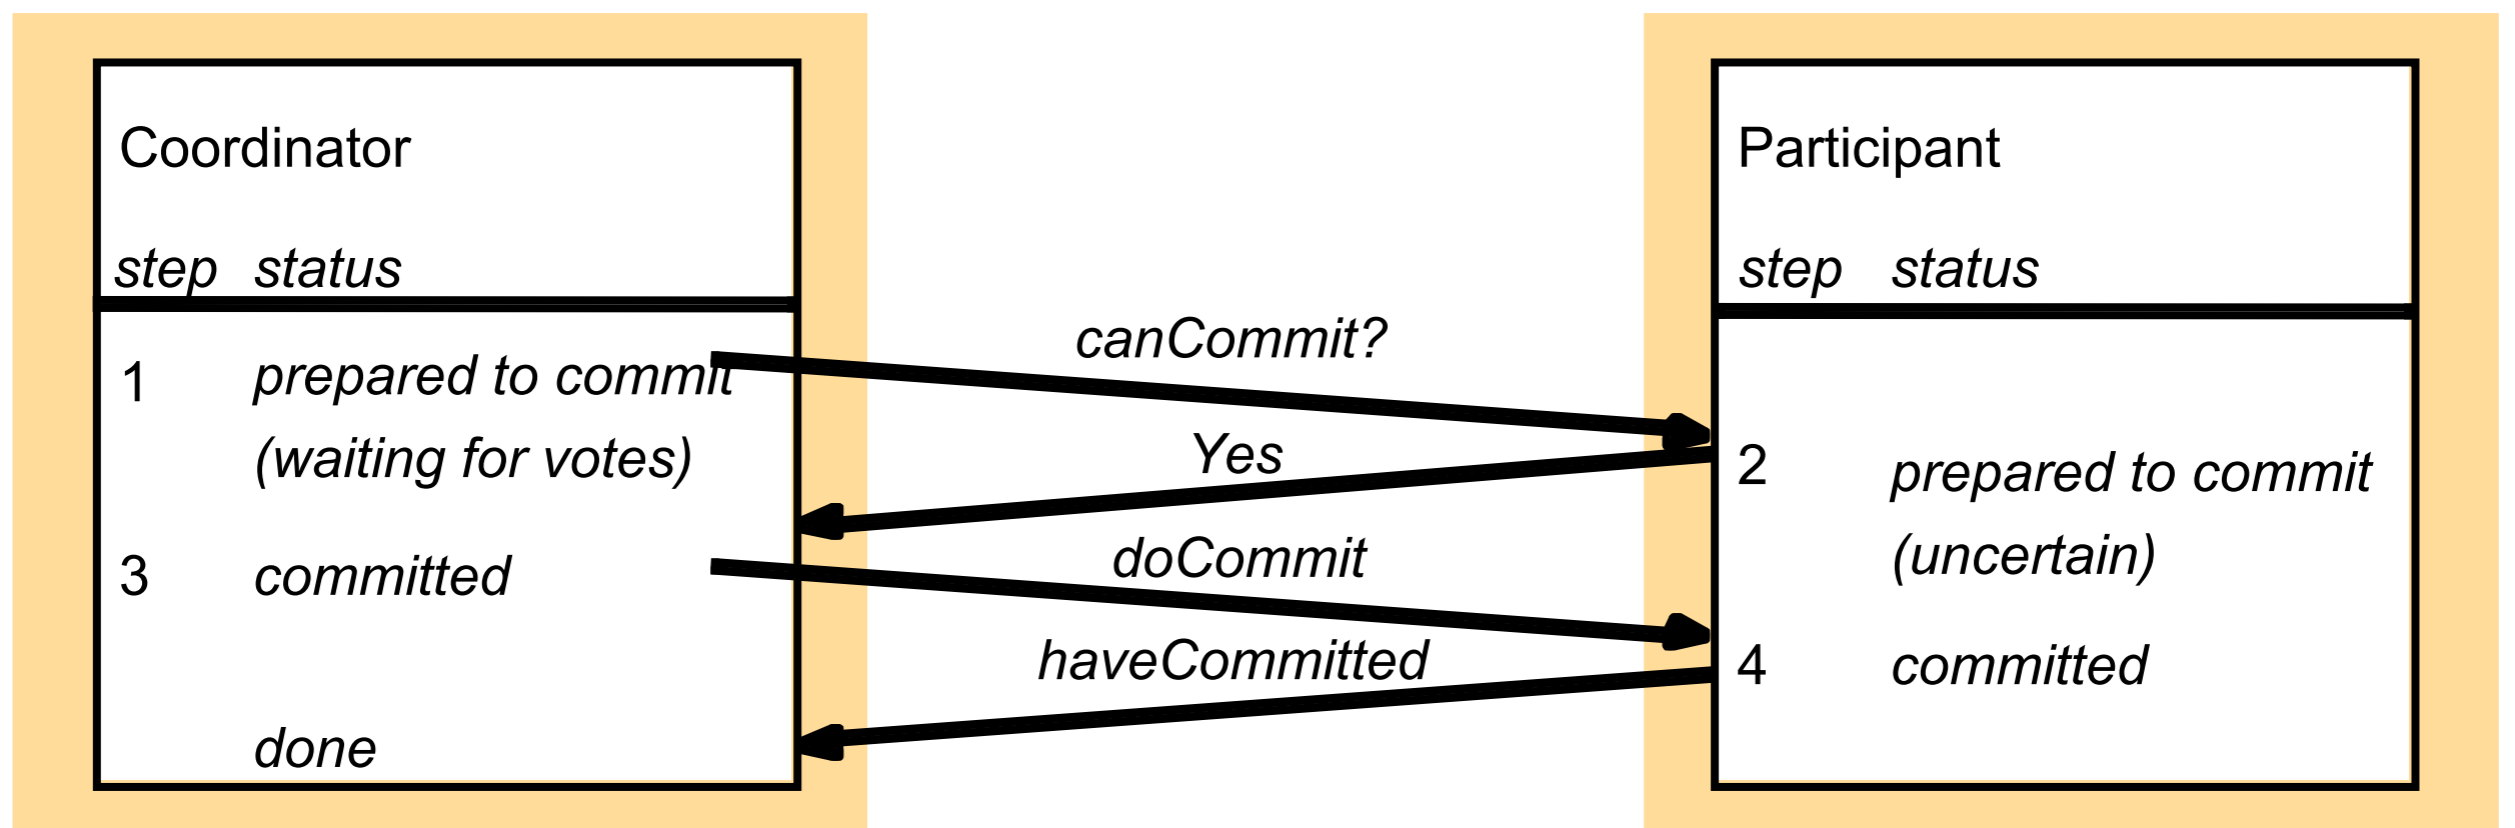 Coordinator
step status
1 prepared to commit
(waiting for votes)
3 committed
done
canCommit?
Yes
doCommit
haveCommitted
Participant
step status
2 prepared to commit
(uncertain)
4 committed